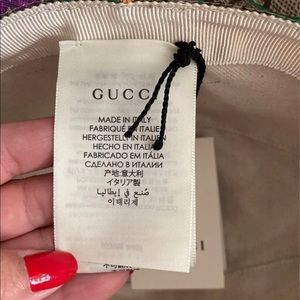 GUCCI
MADE IN ITALY
FABRIQUÉ EN ITALIE
HERGESTELLT IN ITALIEN
HECHO EN ITALIA
FABRICADO EM ITÁLIA
СДЕЛАНО В ИТАЛИИ
产地:意大利
イタリア製
صُنع في إيطاليا
이태리제